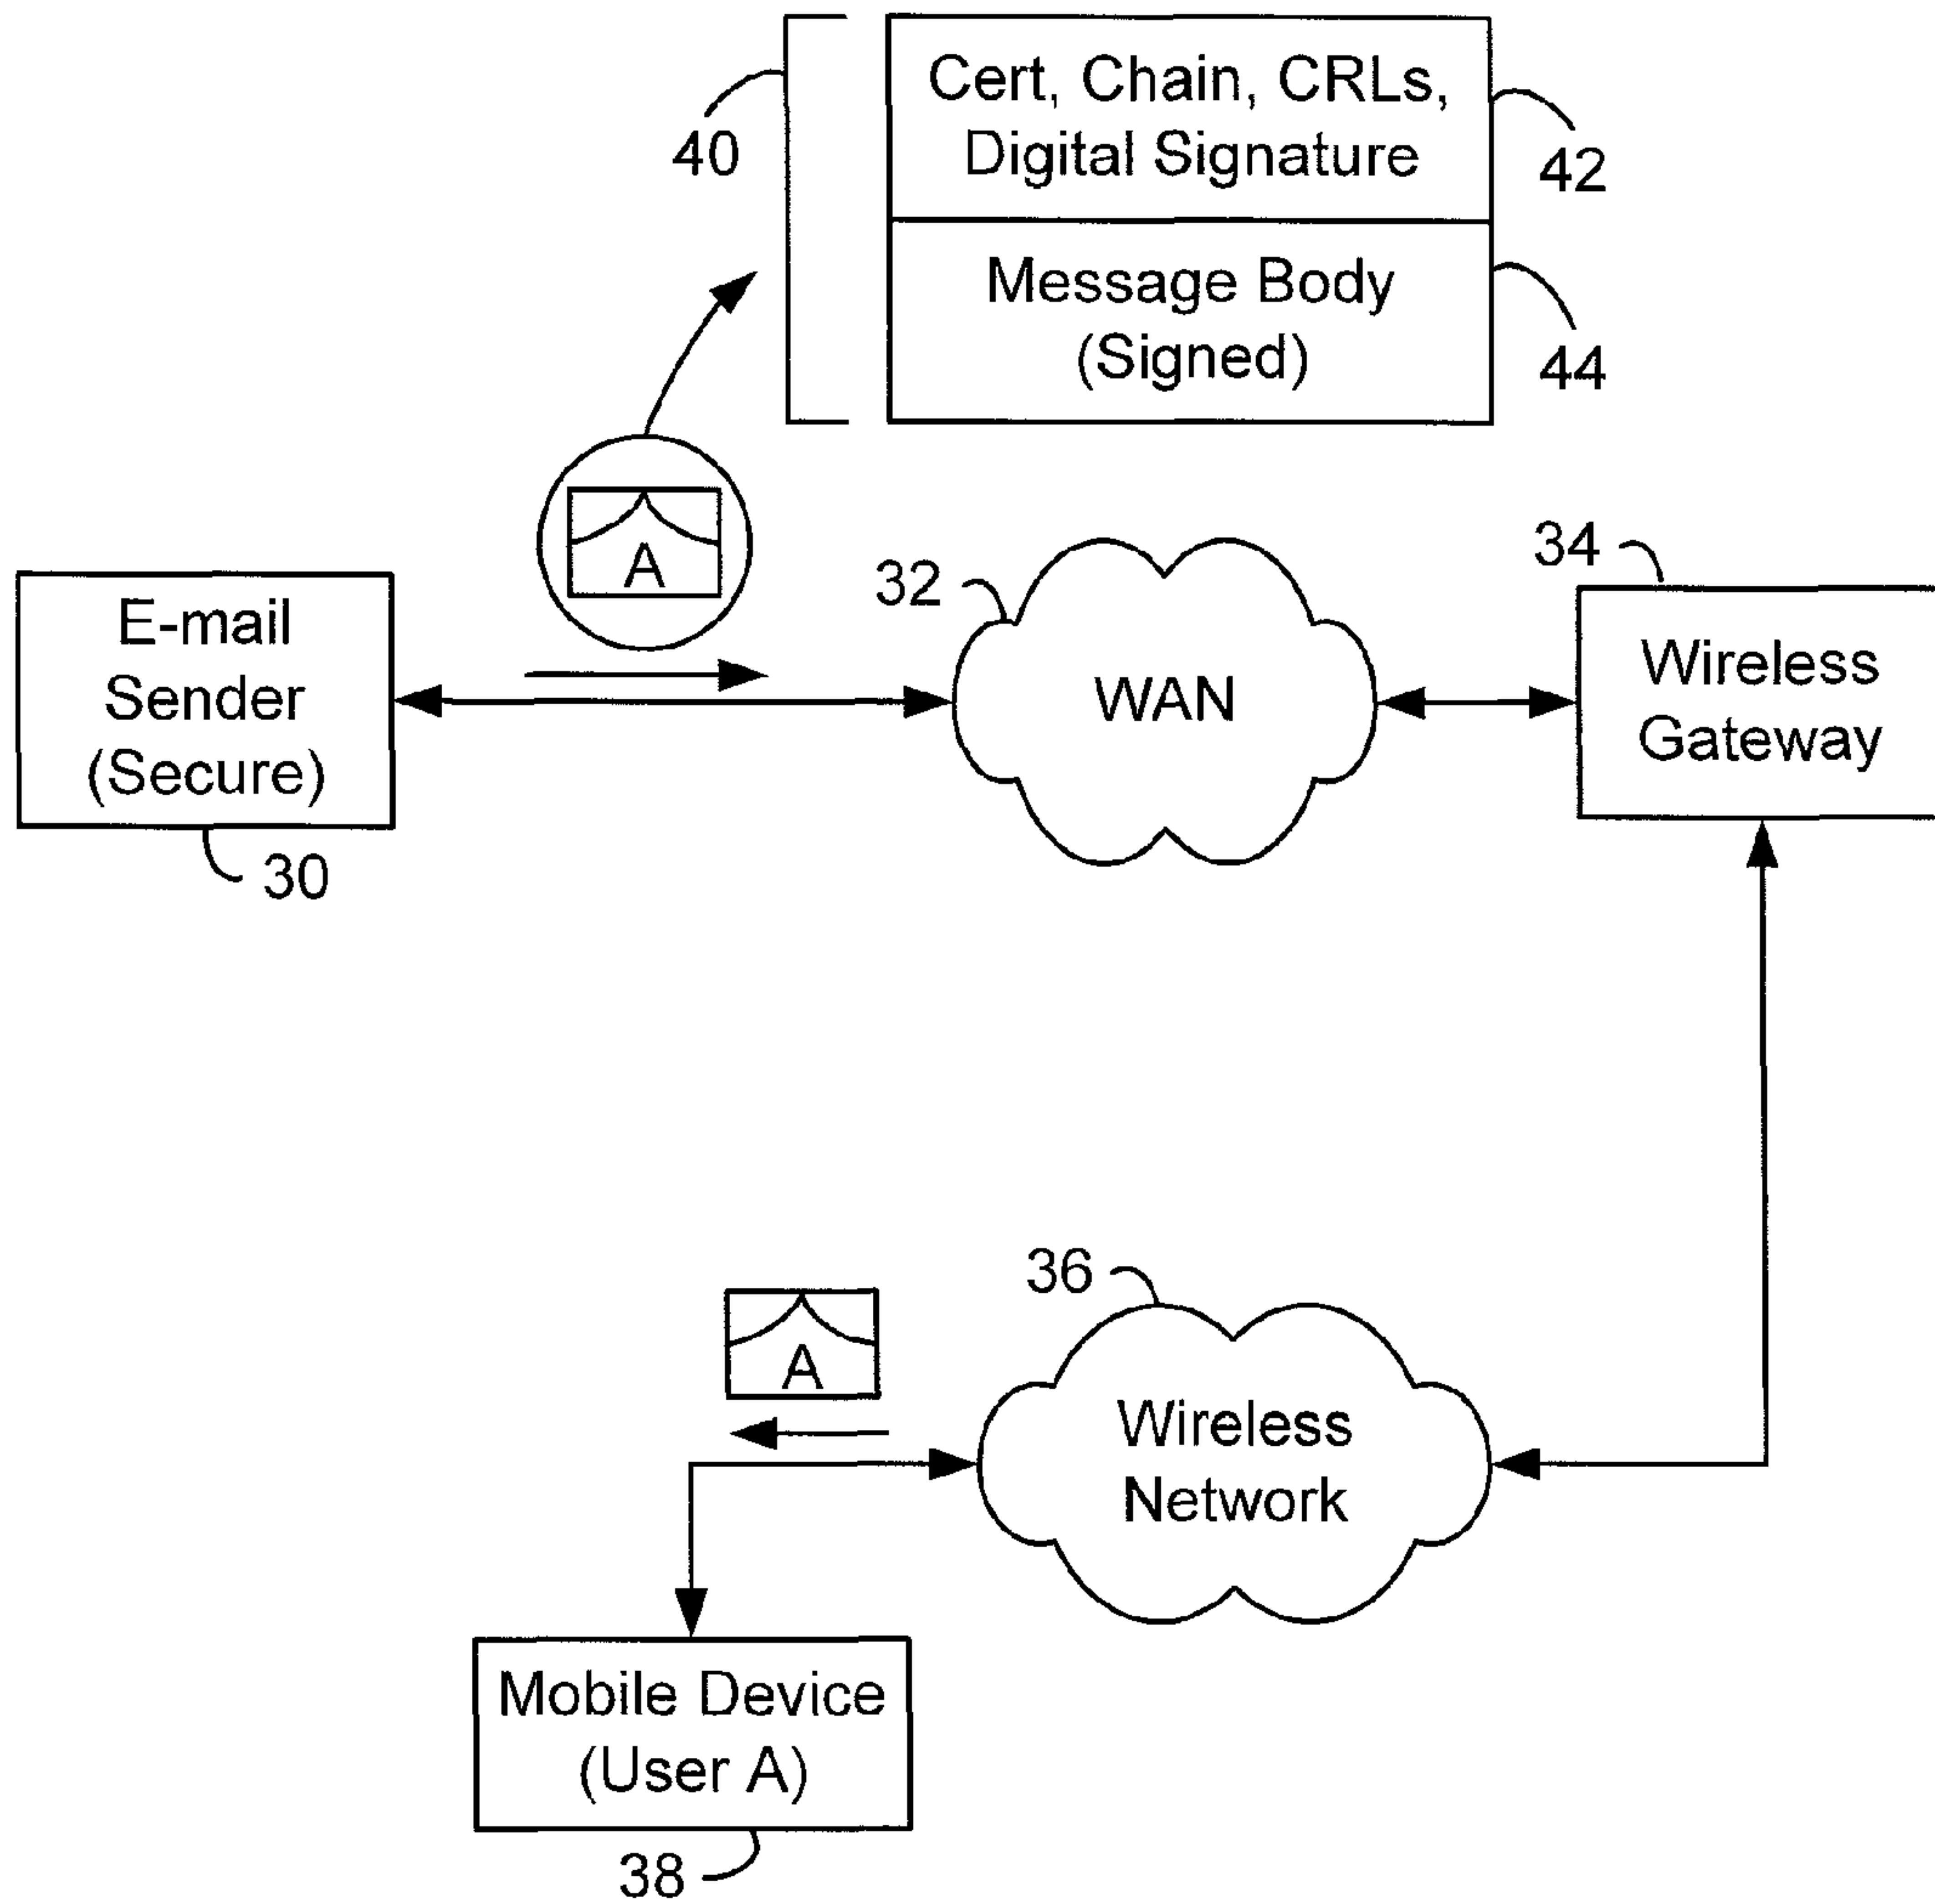 Cert, Chain, CRLs,
Digital Signature
40
42
Message Body
(Signed)
44
A
34
32
E-mail
Sender
(Secure)
WAN
Wireless
Gateway
30
36
A
Wireless
Network
Mobile Device
(User A)
38